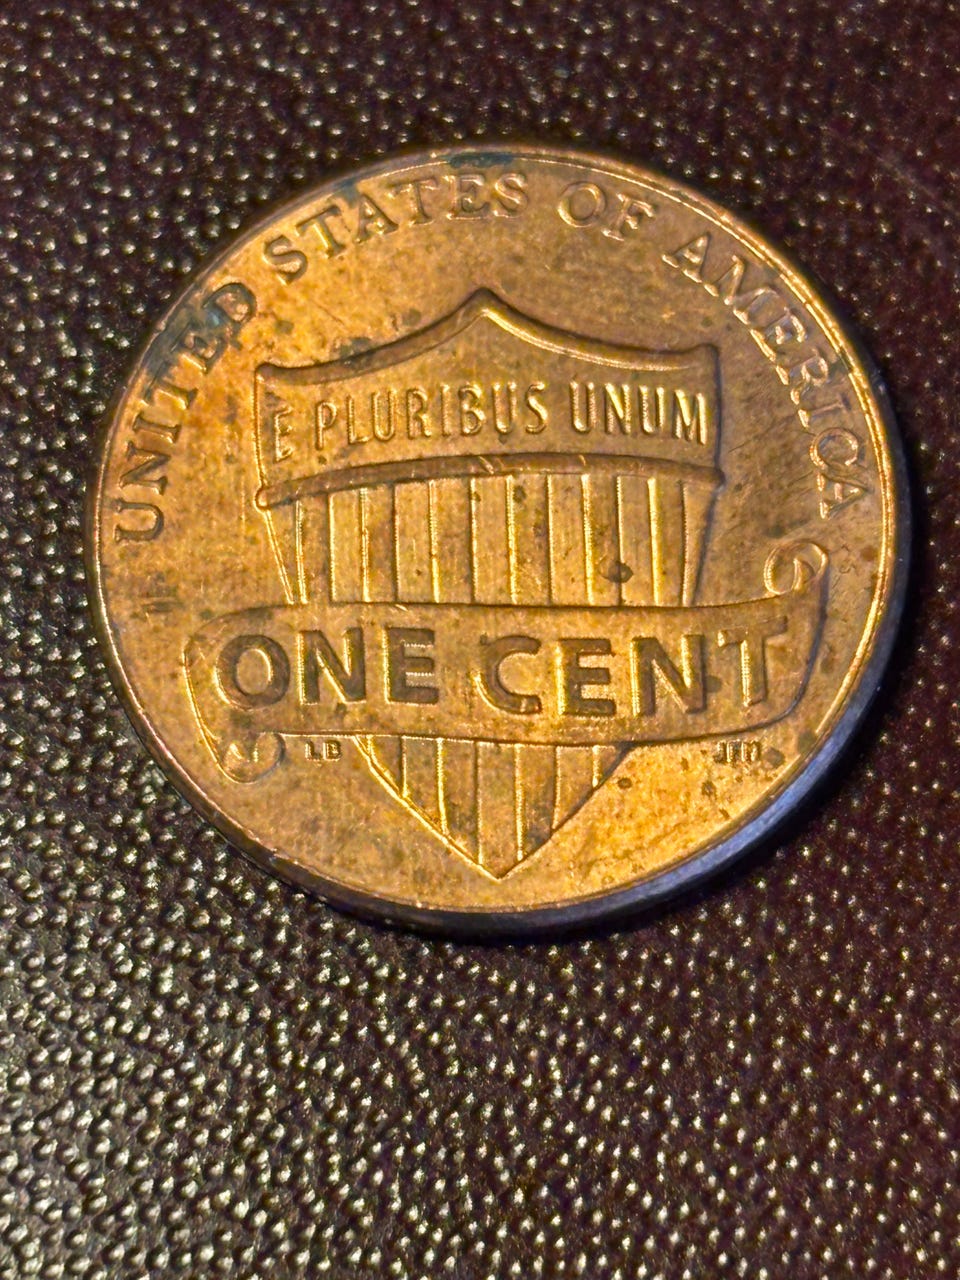 UNITED STATES OF AMERICA
E PLURIBUS UNUM
ONE CENT
LB
JFM